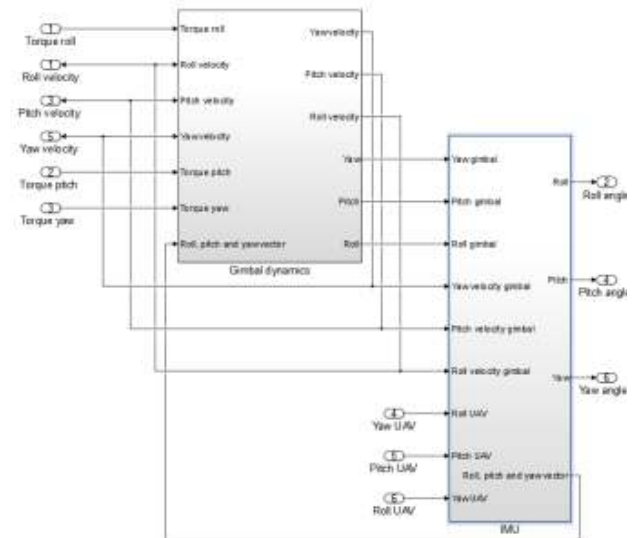 1
Torque roll
1
Roll velocity
3
Pitch velocity
5
Yaw velocity
2
Torque pitch
3
Torque yaw
Torque roll
Roll velocity
Pitch velocity
Yaw velocity
Torque pitch
Torque yaw
Roll, pitch and yaw vector
Yaw velocity
Pitch velocity
Roll velocity
Yaw
Pitch
Roll
Gimbal dynamics
Yaw gimbal
Pitch gimbal
Roll gimbal
Yaw velocity gimbal
Pitch velocity gimbal
Roll velocity gimbal
Roll UAV
Pitch UAV
Yaw UAV
Roll
Pitch
Yaw
Roll, pitch and yaw vector
IMU
4
Yaw UAV
5
Pitch UAV
6
Roll UAV
2
Roll angle
4
Pitch angle
6
Yaw angle